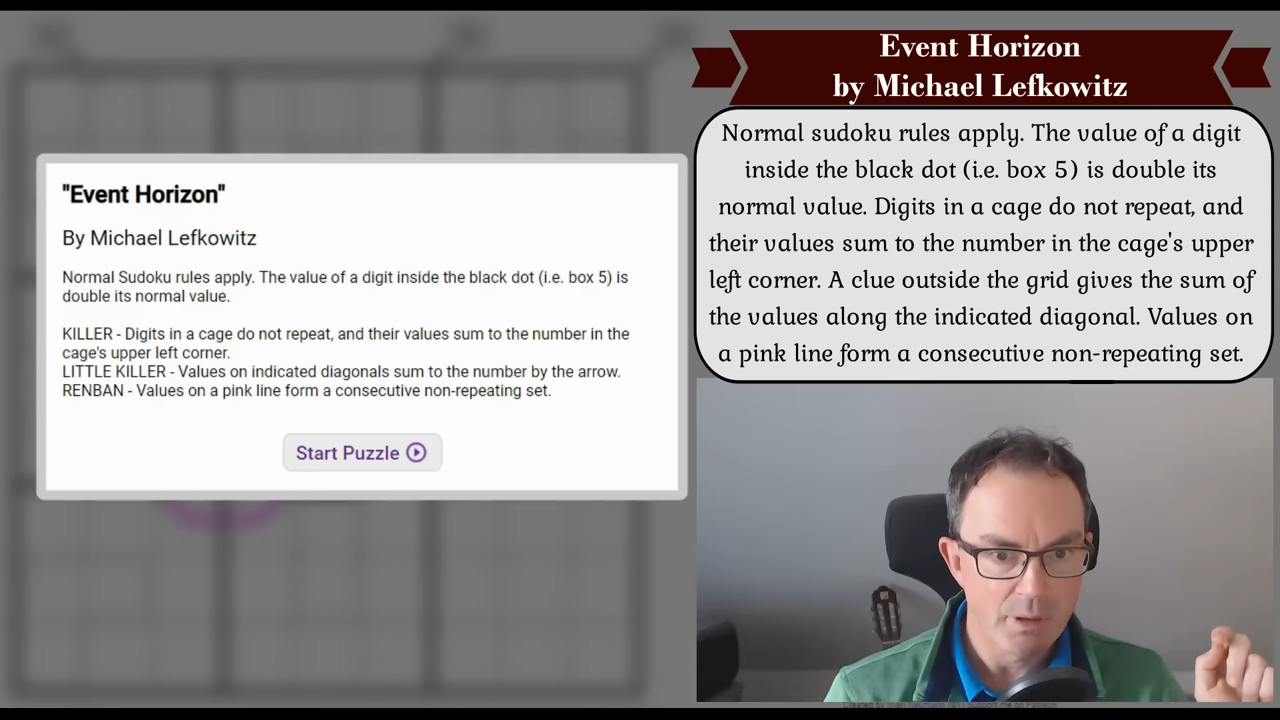 "Event Horizon"
By Michael Lefkowitz
Normal Sudoku rules apply. The value of a digit inside the black dot (i.e. box 5) is
double its normal value.
KILLER - Digits in a cage do not repeat, and their values sum to the number in the
cage's upper left corner.
LITTLE KILLER - Values on indicated diagonals sum to the number by the arrow.
RENBAN - Values on a pink line form a consecutive non-repeating set.
Start Puzzle
Event Horizon
by Michael Lefkowitz
Normal sudoku rules apply. The value of a digit
inside the black dot (i.e. box 5) is double its
normal value. Digits in a cage do not repeat, and
their values sum to the number in the cage's upper
left corner. A clue outside the grid gives the sum of
the values along the indicated diagonal. Values on
a pink line form a consecutive non-repeating set.